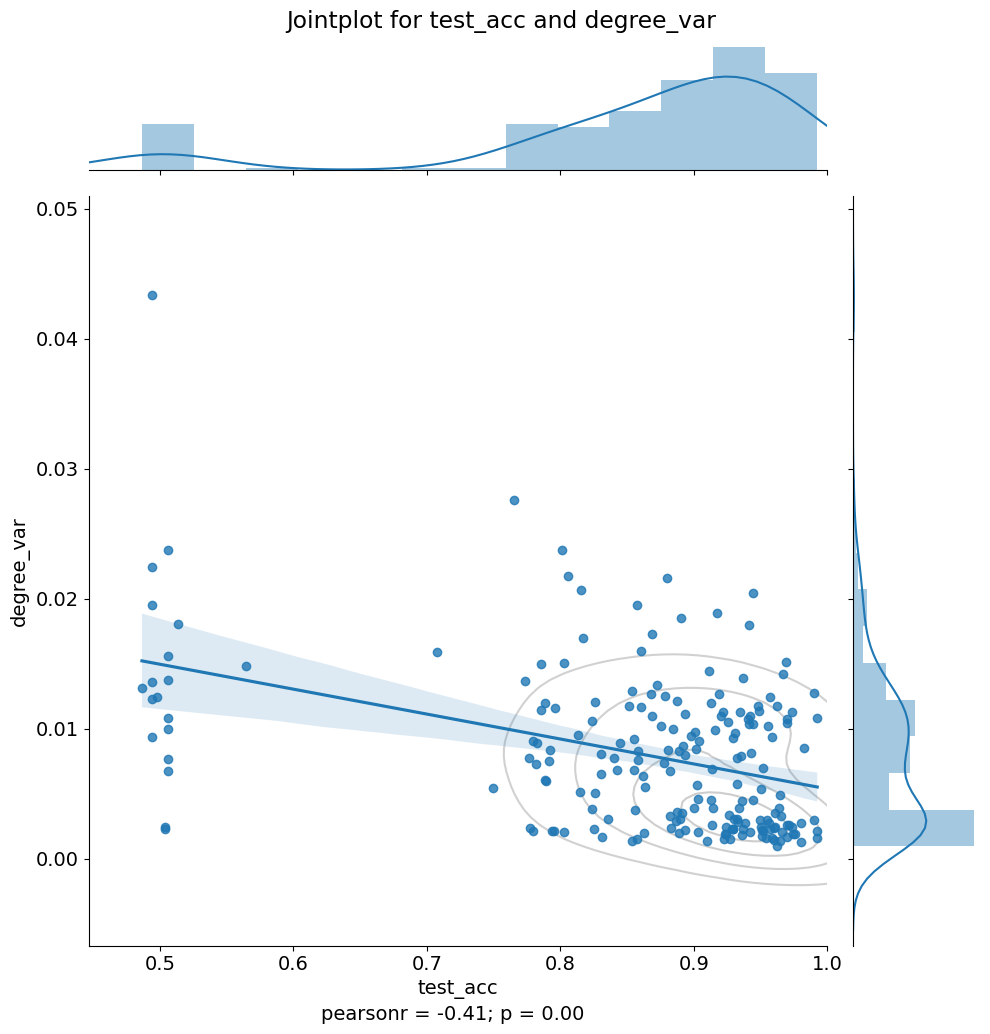 Jointplot for test_acc and degree_var
0.05
0.04
0.03
0.02
0.01
0.00
degree_var
0.5 0.6 0.7 0.8 0.9 1.0
test_acc
pearsonr = -0.41; p = 0.00